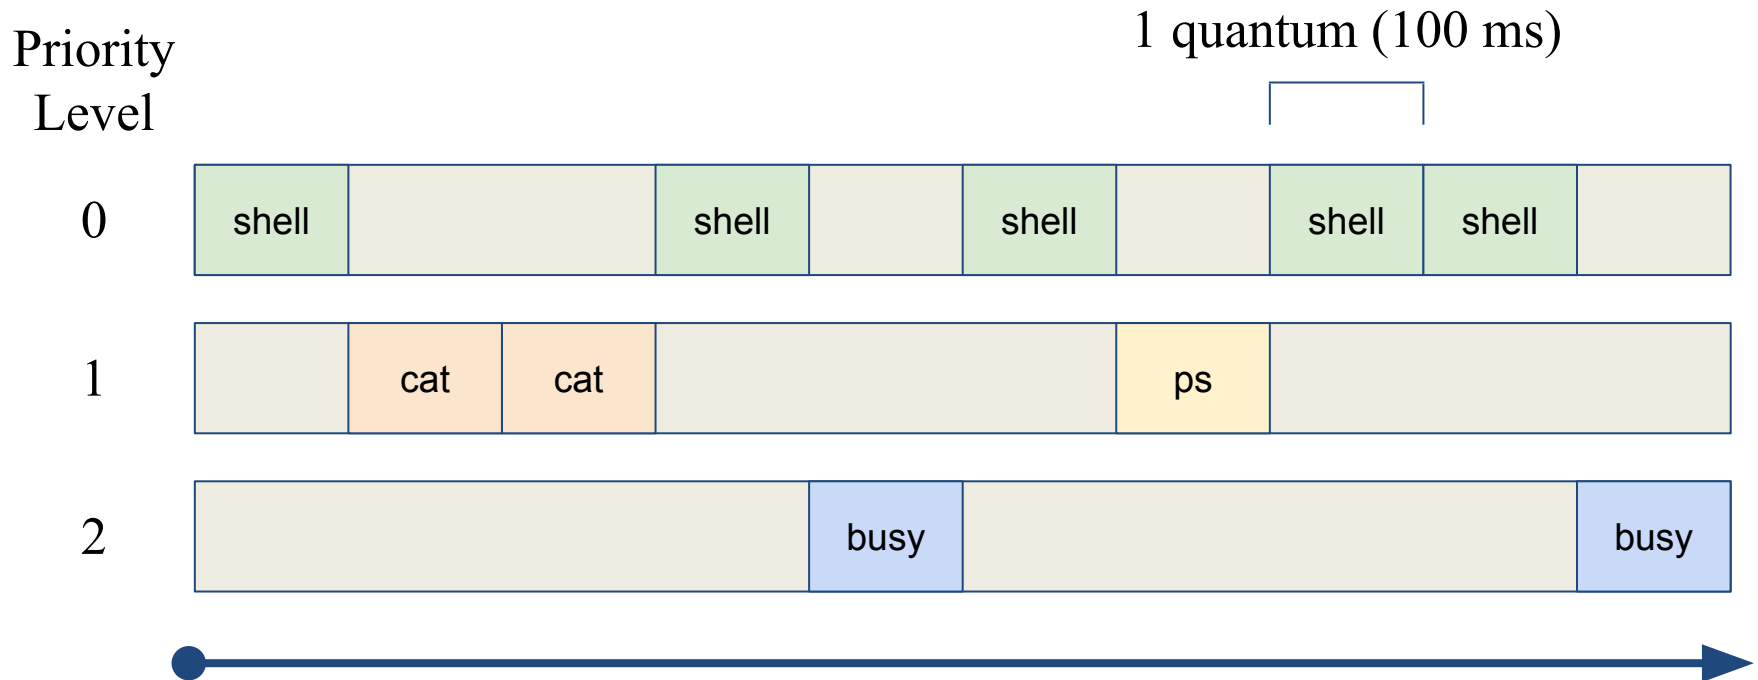 Priority
Level
1 quantum (100 ms)
0
shell
shell
shell
shell
shell
1
cat
cat
ps
2
busy
busy